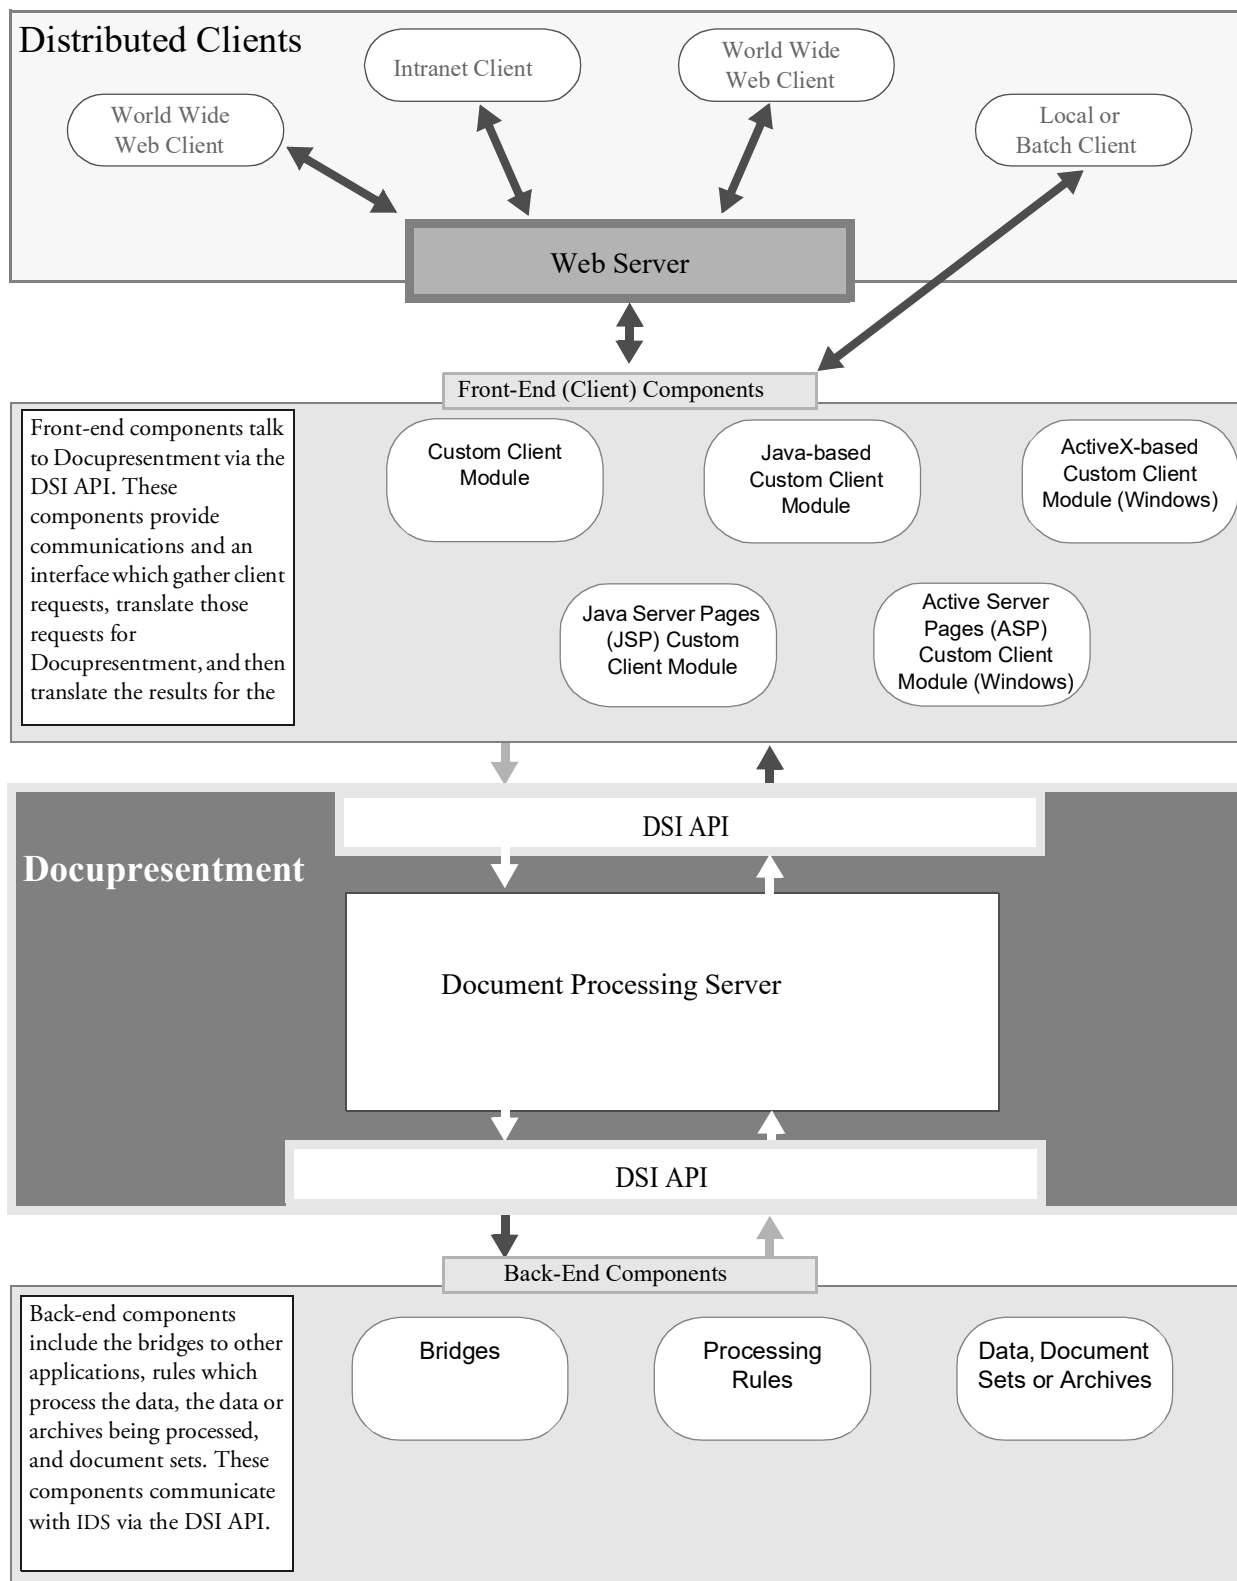 Distributed Clients
World Wide
Web Client
Intranet Client
World Wide
Web Client
Local or
Batch Client
Web Server
Front-End (Client) Components
Front-end components talk
to Docupresentment via the
DSI API. These
components provide
communications and an
interface which gather client
requests, translate those
requests for
Docupresentment, and then
translate the results for the
Custom Client
Module
Java-based
Custom Client
Module
ActiveX-based
Custom Client
Module (Windows)
Java Server Pages
(JSP) Custom
Client Module
Active Server
Pages (ASP)
Custom Client
Module (Windows)
DSI API
Docupresentment
Document Processing Server
DSI API
Back-End Components
Back-end components
include the bridges to other
applications, rules which
process the data, the data or
archives being processed,
and document sets. These
components communicate
with IDS via the DSI API.
Bridges
Processing
Rules
Data, Document
Sets or Archives